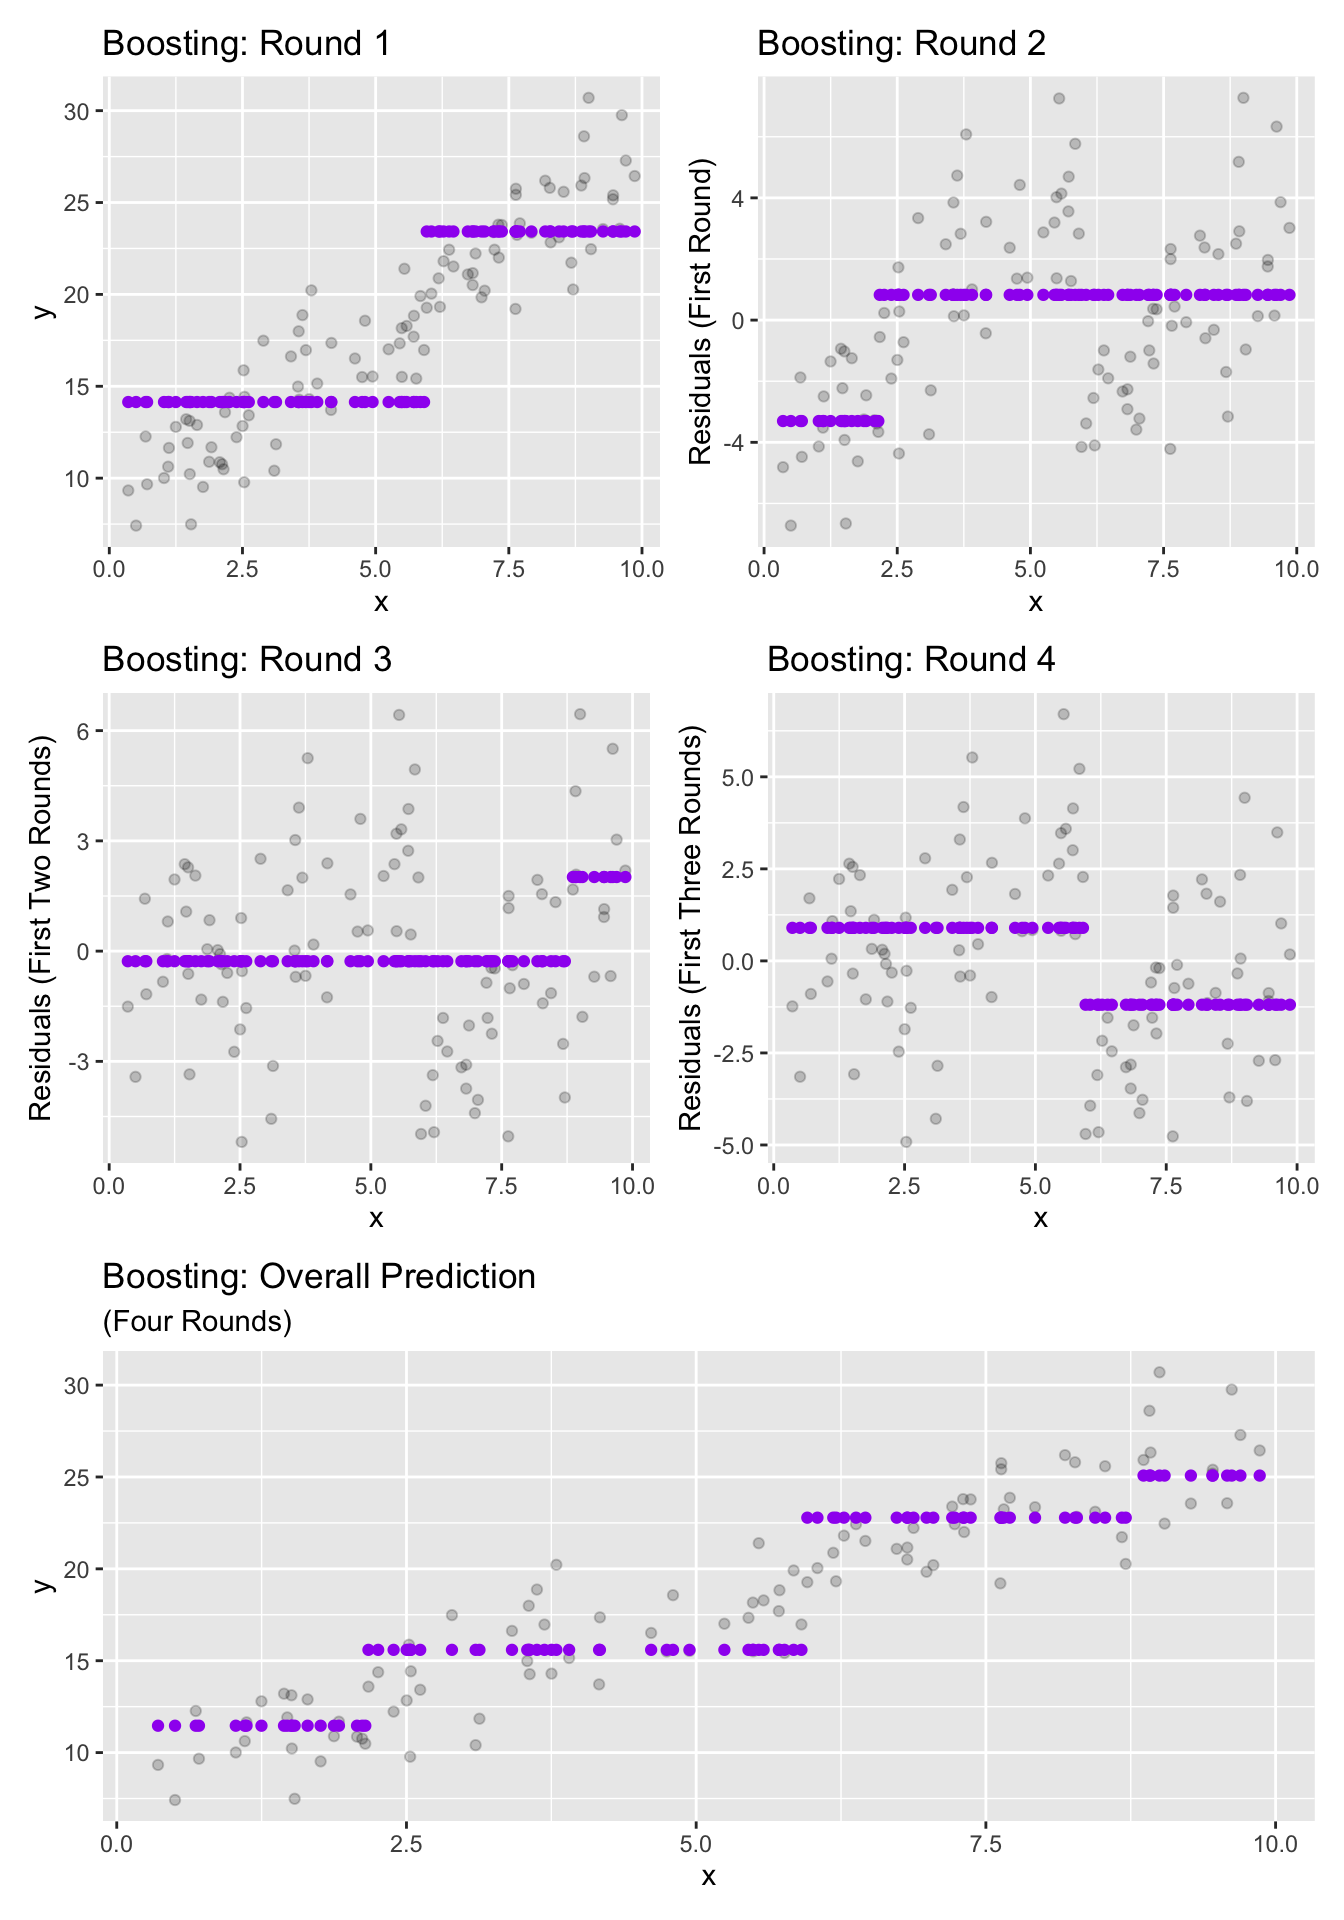 Boosting: Round 1
y
30
25
20
15
10
0.0 2.5 5.0 7.5 10.0
x
Boosting: Round 2
Residuals (First Round)
4
0
-4
0.0 2.5 5.0 7.5 10.0
x
Boosting: Round 3
Residuals (First Two Rounds)
6
3
0
-3
0.0 2.5 5.0 7.5 10.0
x
Boosting: Round 4
Residuals (First Three Rounds)
5.0
2.5
0.0
-2.5
-5.0
0.0 2.5 5.0 7.5 10.0
x
Boosting: Overall Prediction
(Four Rounds)
y
30
25
20
15
10
0.0 2.5 5.0 7.5 10.0
x